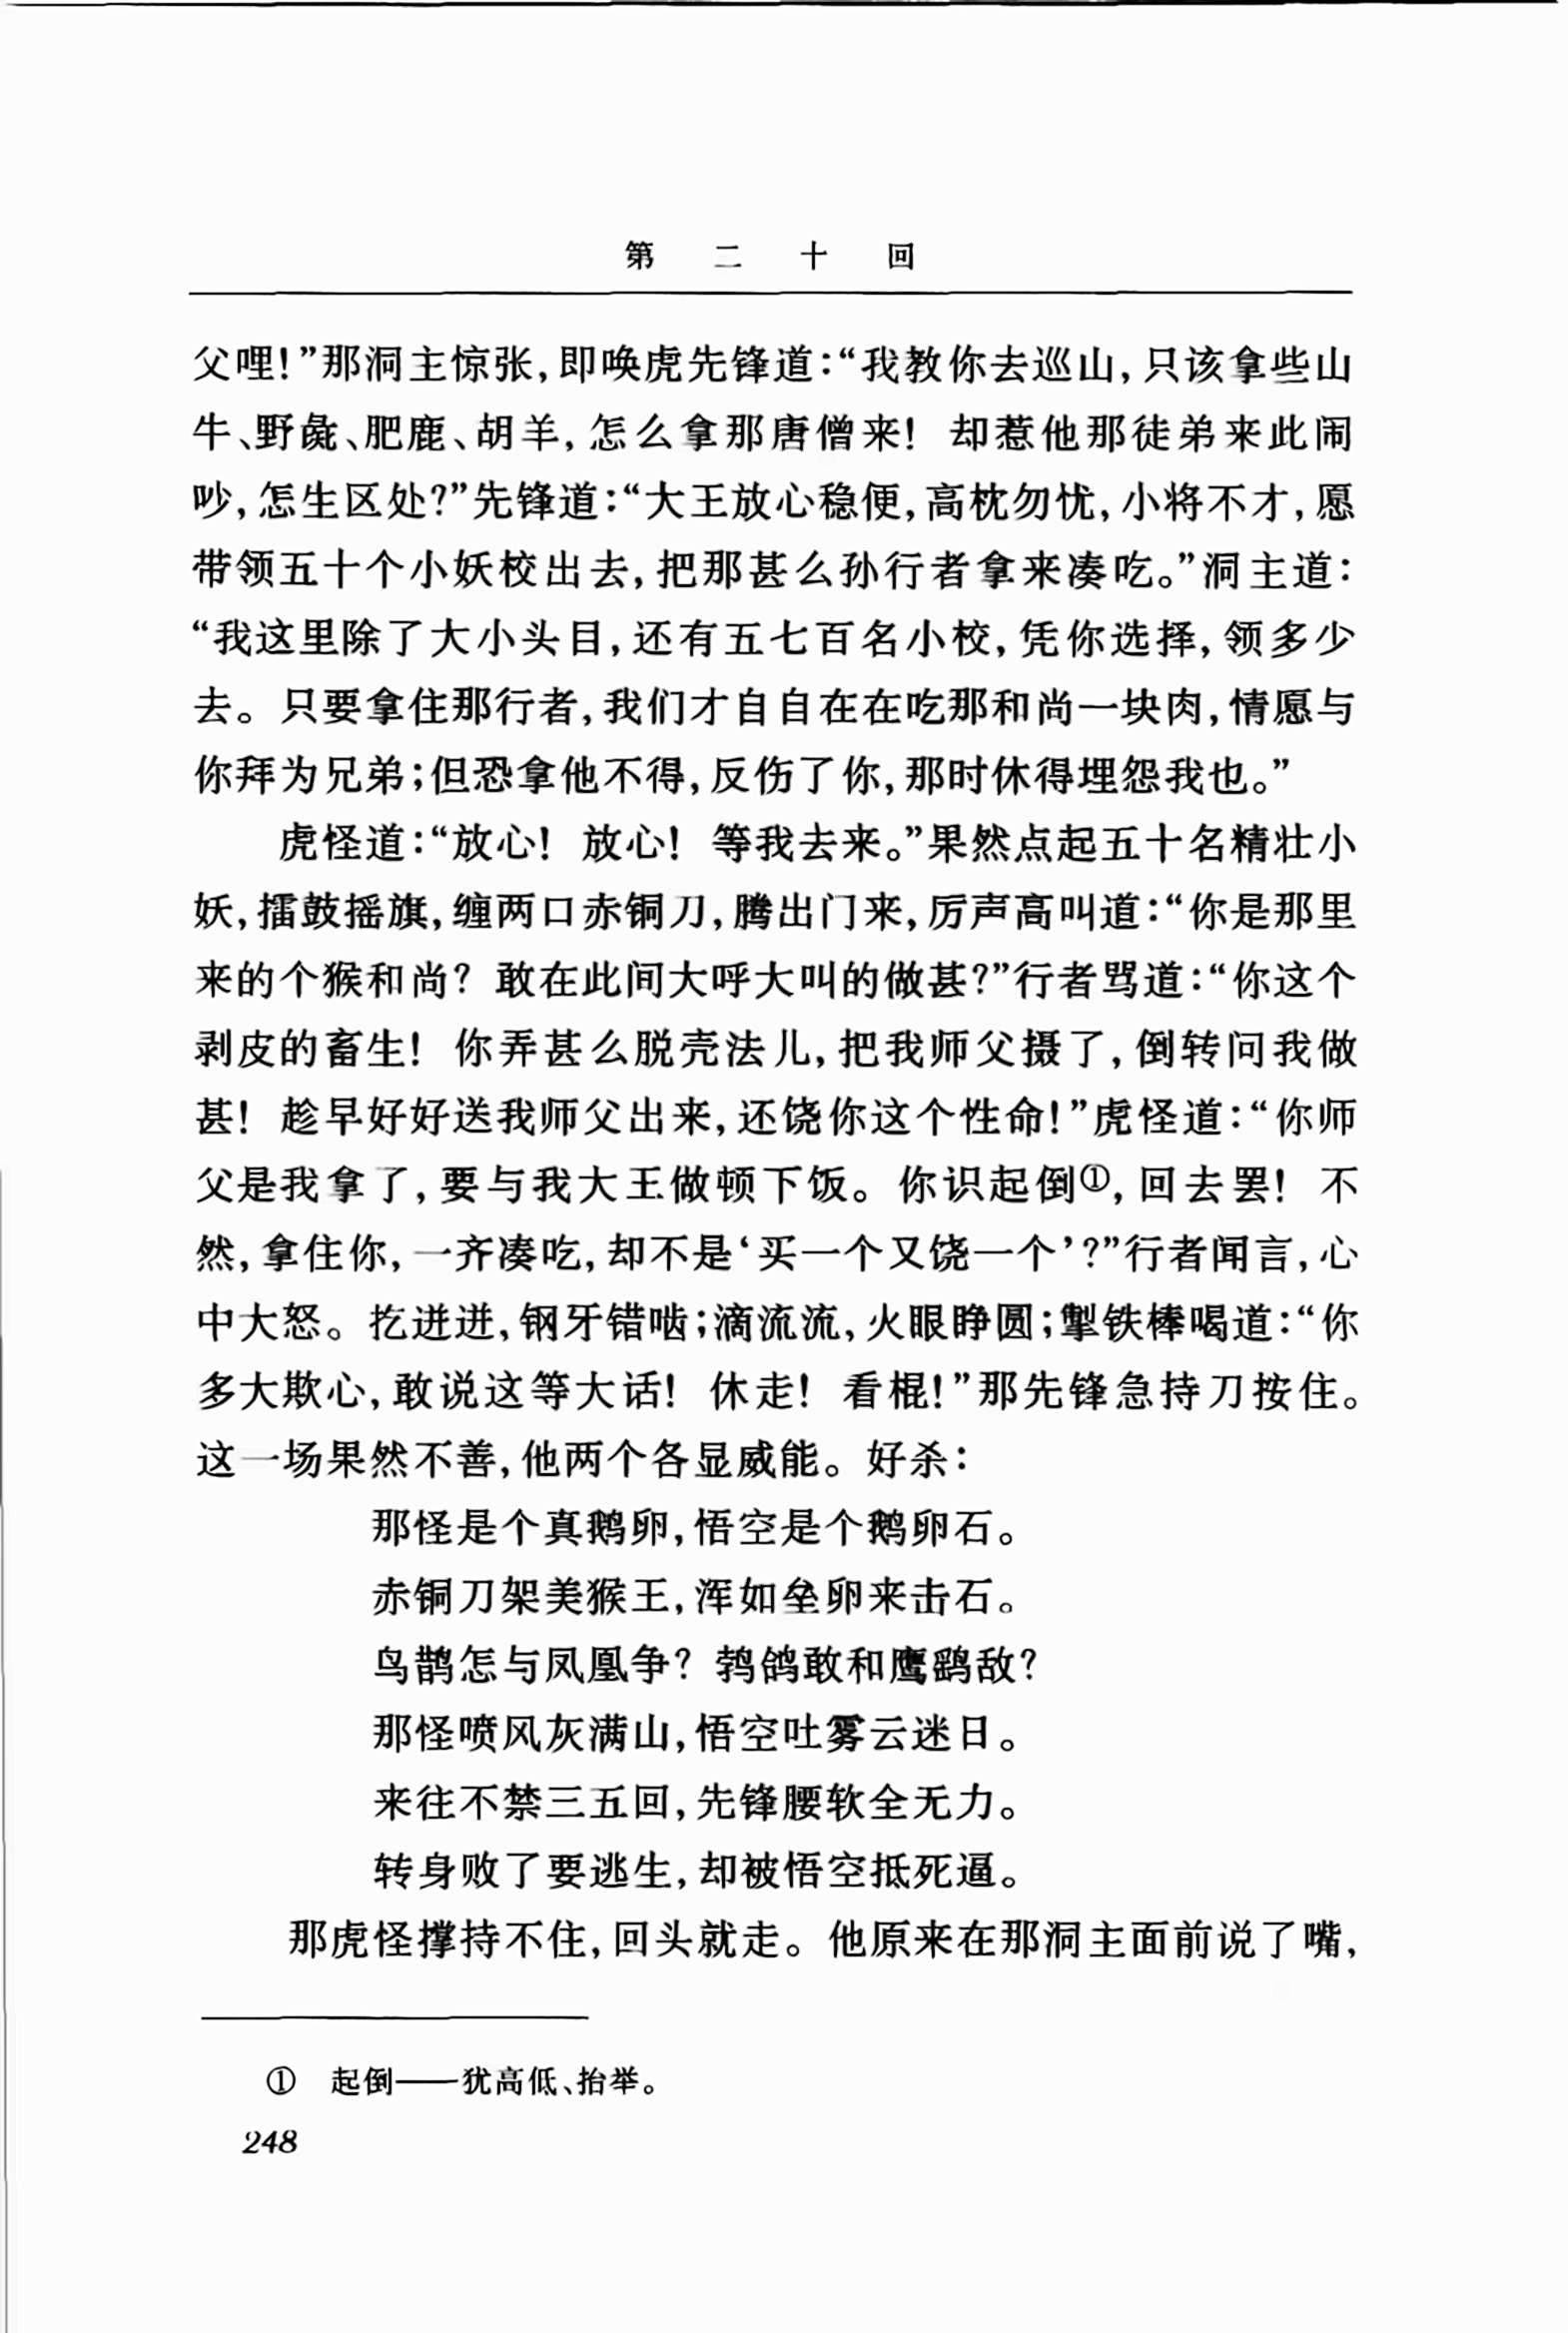 第二十回
父哩！”那洞主惊张，即唤虎先锋道：“我教你去巡山，只该拿些山
牛、野彘、肥鹿、胡羊，怎么拿那唐僧来！却惹他那徒弟来此闹
吵，怎生区处？”先锋道：“大王放心稳便，高枕勿忧，小将不才，愿
带领五十个小妖校出去，把那甚么孙行者拿来凑吃。”洞主道：
“我这里除了大小头目，还有五七百名小校，凭你选择，领多少
去。只要拿住那行者，我们才自自在在吃那和尚一块肉，情愿与
你拜为兄弟；但恐拿他不得，反伤了你，那时休得埋怨我也。”
虎怪道：“放心！放心！等我去来。”果然点起五十名精壮小
妖，擂鼓摇旗，缠两口赤铜刀，腾出门来，厉声高叫道：“你是那里
来的个猴和尚？敢在此间大呼大叫的做甚？”行者骂道：“你这个
剥皮的畜生！你弄甚么脱壳法儿，把我师父摄了，倒转问我做
甚！趁早好好送我师父出来，还饶你这个性命！”虎怪道：“你师
父是我拿了，要与我大王做顿下饭。你识起倒①，回去罢！不
然，拿住你，一齐凑吃，却不是‘买一个又饶一个’？”行者闻言，心
中大怒。扢迸迸，钢牙错啮；滴流流，火眼睁圆；掣铁棒喝道：“你
多大欺心，敢说这等大话！休走！看棍！”那先锋急持刀按住。
这一场果然不善，他两个各显威能。好杀：
那怪是个真鹅卵，悟空是个鹅卵石。
赤铜刀架美猴王，浑如垒卵来击石。
鸟鹊怎与凤凰争？鹁鸽敢和鹰鹞敌？
那怪喷风灰满山，悟空吐雾云迷日。
来往不禁三五回，先锋腰软全无力。
转身败了要逃生，却被悟空抵死逼。
那虎怪撑持不住，回头就走。他原来在那洞主面前说了嘴，
① 起倒——犹高低、抬举。
248